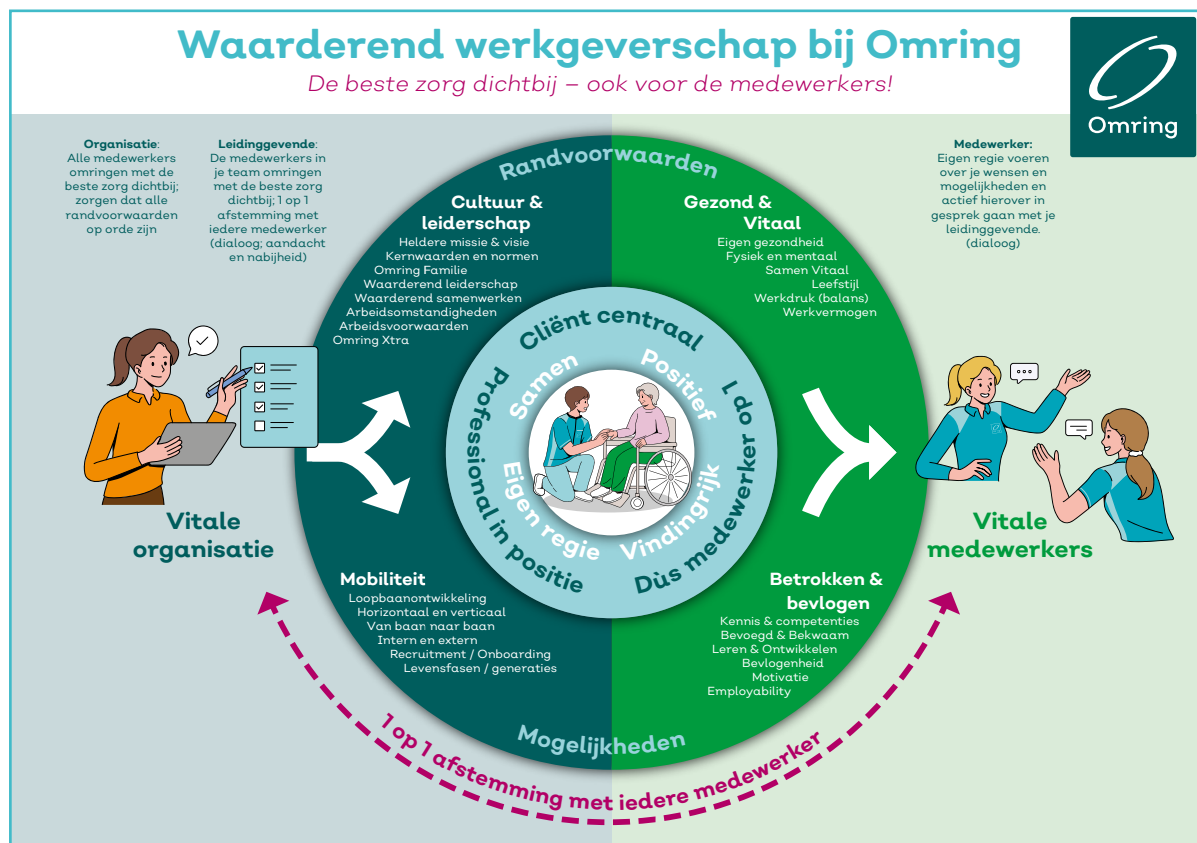 Waarderend werkgeverschap bij Omring
De beste zorg dichtbij – ook voor de medewerkers!
Omring
Organisatie:
Alle medewerkers
omringen met de
beste zorg dichtbij;
zorgen dat alle
randvoorwaarden
op orde zijn
Leidinggevende:
De medewerkers in
je team omringen
met de beste zorg
dichtbij; 1 op 1
afstemming met
iedere medewerker
(dialoog; aandacht
en nabijheid)
Medewerker:
Eigen regie voeren
over je wensen en
mogelijkheden en
actief hierover in
gesprek gaan met je
leidinggevende.
(dialoog)
Randvoorwaarden
Cultuur &
leiderschap
Heldere missie & visie
Kernwaarden en normen
Omring Familie
Waarderend leiderschap
Waarderend samenwerken
Arbeidsomstandigheden
Arbeidsvoorwaarden
Omring Xtra
Gezond &
Vitaal
Eigen gezondheid
Fysiek en mentaal
Samen Vitaal
Leefstijl
Werkdruk (balans)
Werkvermogen
Cliënt centraal
Professional in positie
Dùs medewerker op 1
Samen
Positief
Eigen regie
Vindingrijk
Vitale
organisatie
Vitale
medewerkers
Mobiliteit
Loopbaanontwikkeling
Horizontaal en verticaal
Van baan naar baan
Intern en extern
Recruitment / Onboarding
Levensfasen / generaties
Betrokken &
bevlogen
Kennis & competenties
Bevoegd & Bekwaam
Leren & Ontwikkelen
Bevlogenheid
Motivatie
Employability
Mogelijkheden
1 op 1 afstemming met iedere medewerker